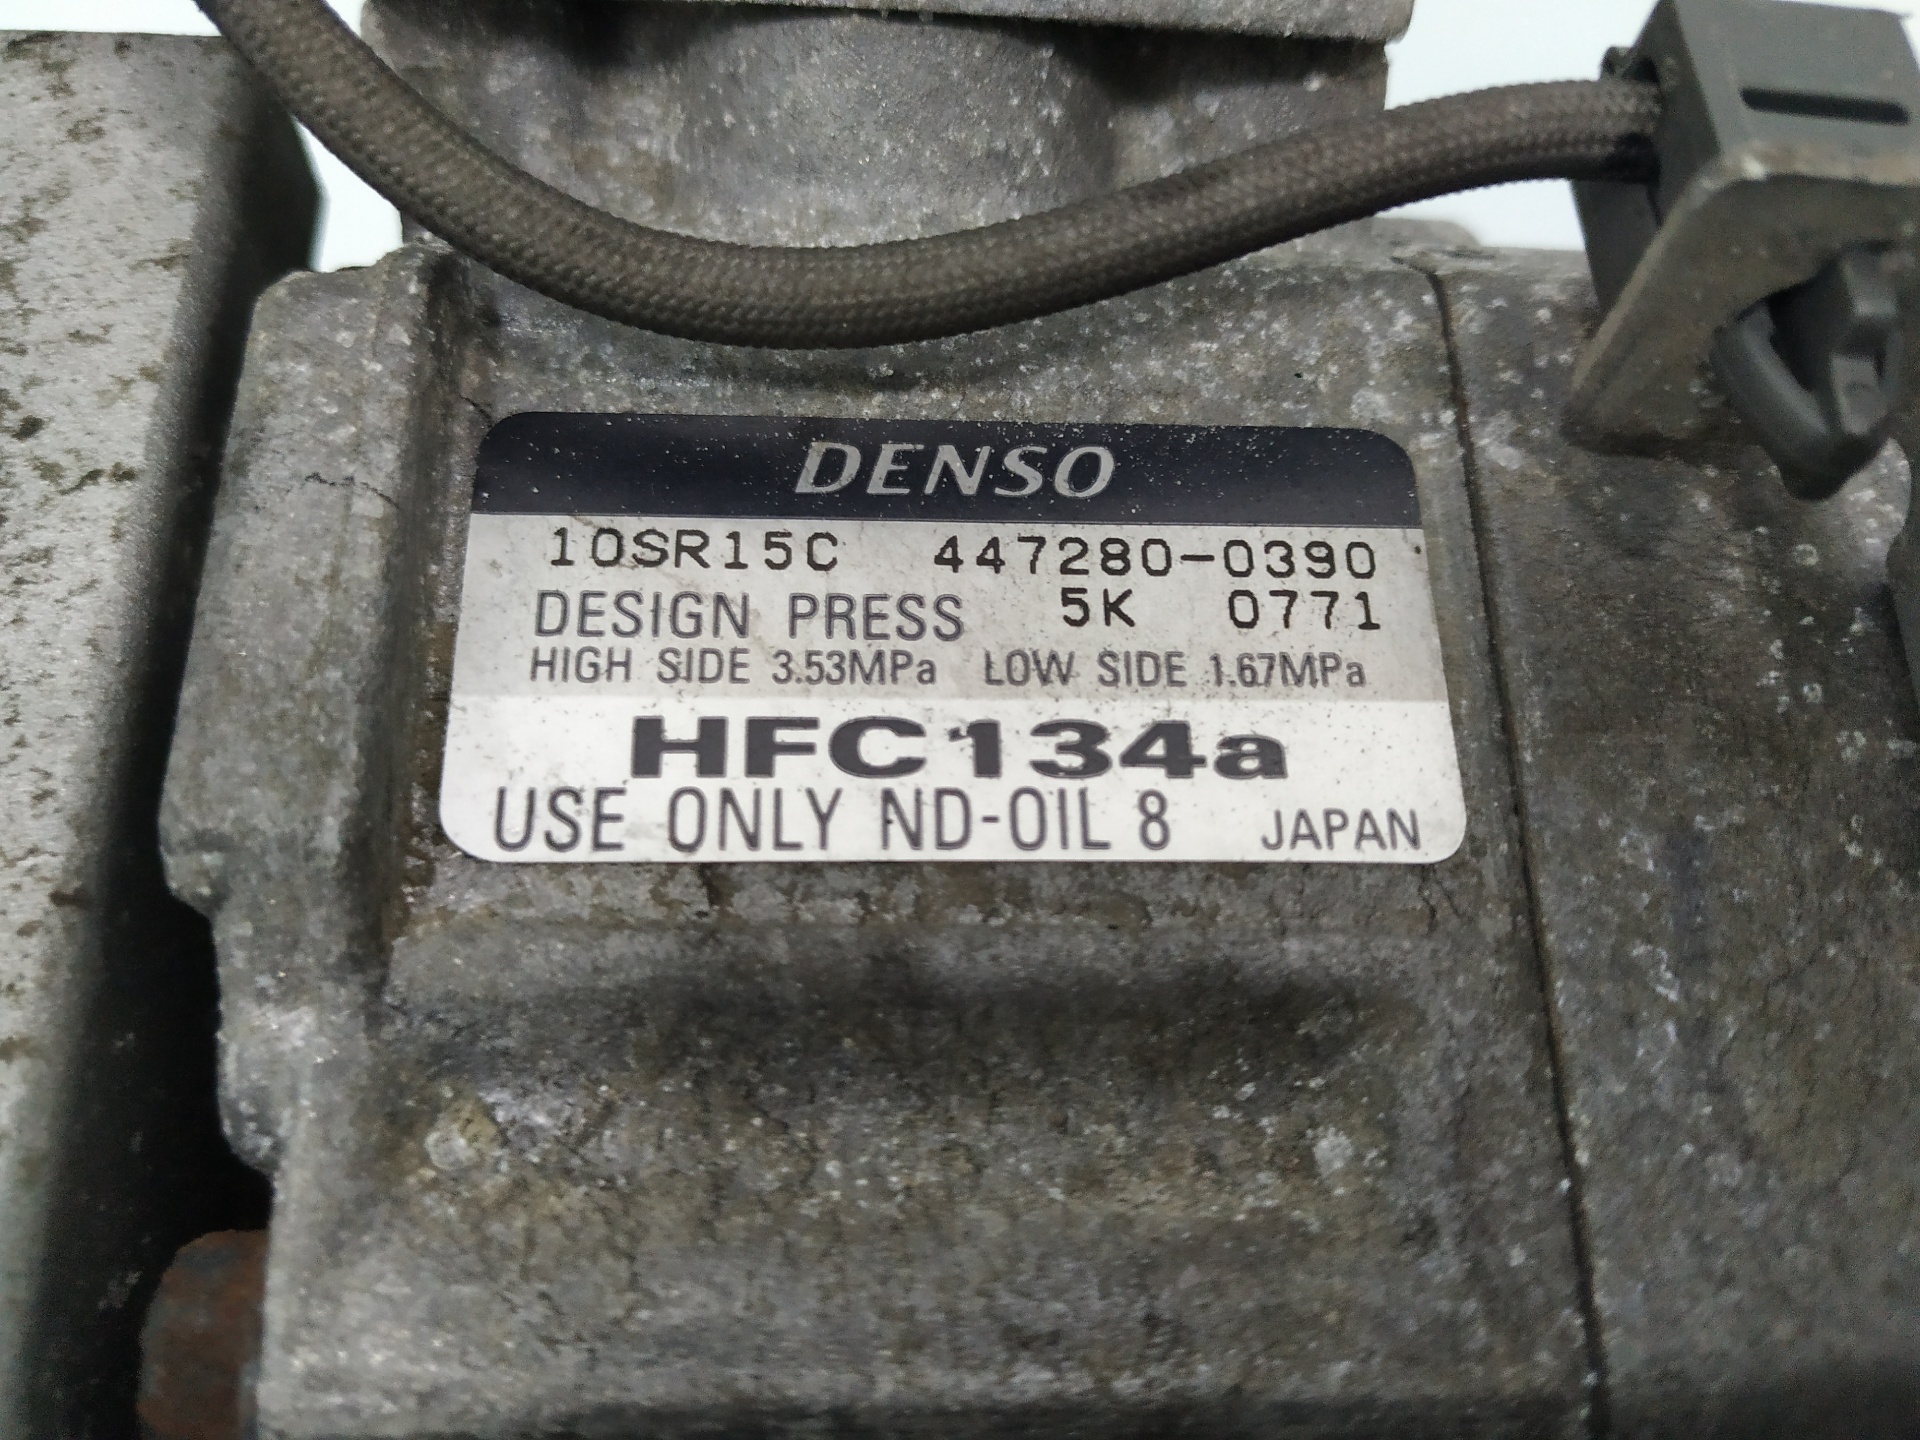 DENSO
10SR15C 447280-0390
DESIGN PRESS 5K 0771
HIGH SIDE 3.53MPa LOW SIDE 1.67MPa
HFC134a
USE ONLY ND-OIL 8 JAPAN